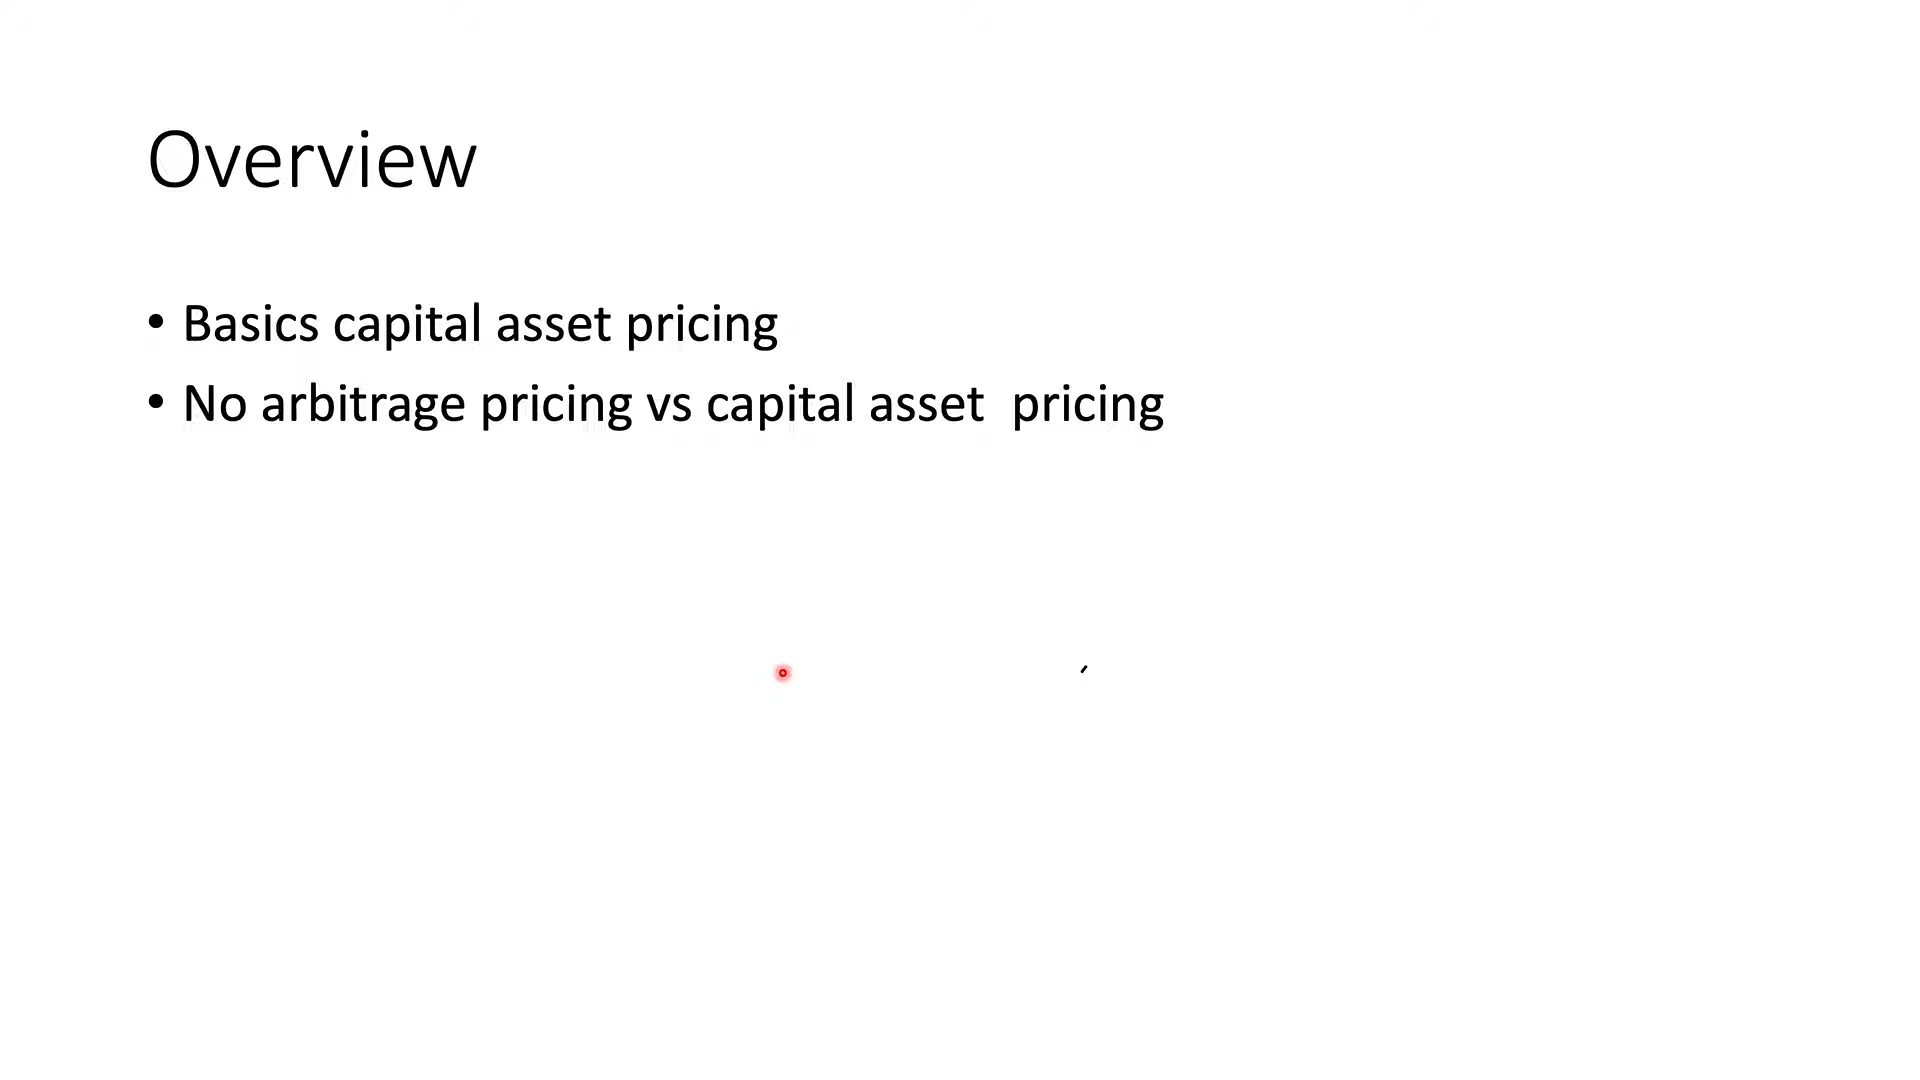 Overview
• Basics capital asset pricing
• No arbitrage pricing vs capital asset  pricing